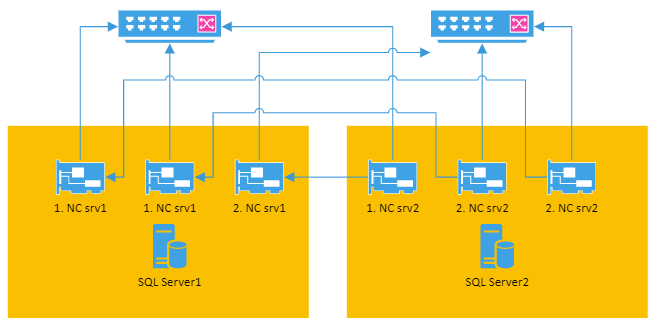 1. NC srv1
1. NC srv1
2. NC srv1
1. NC srv2
2. NC srv2
2. NC srv2
SQL Server1
SQL Server2